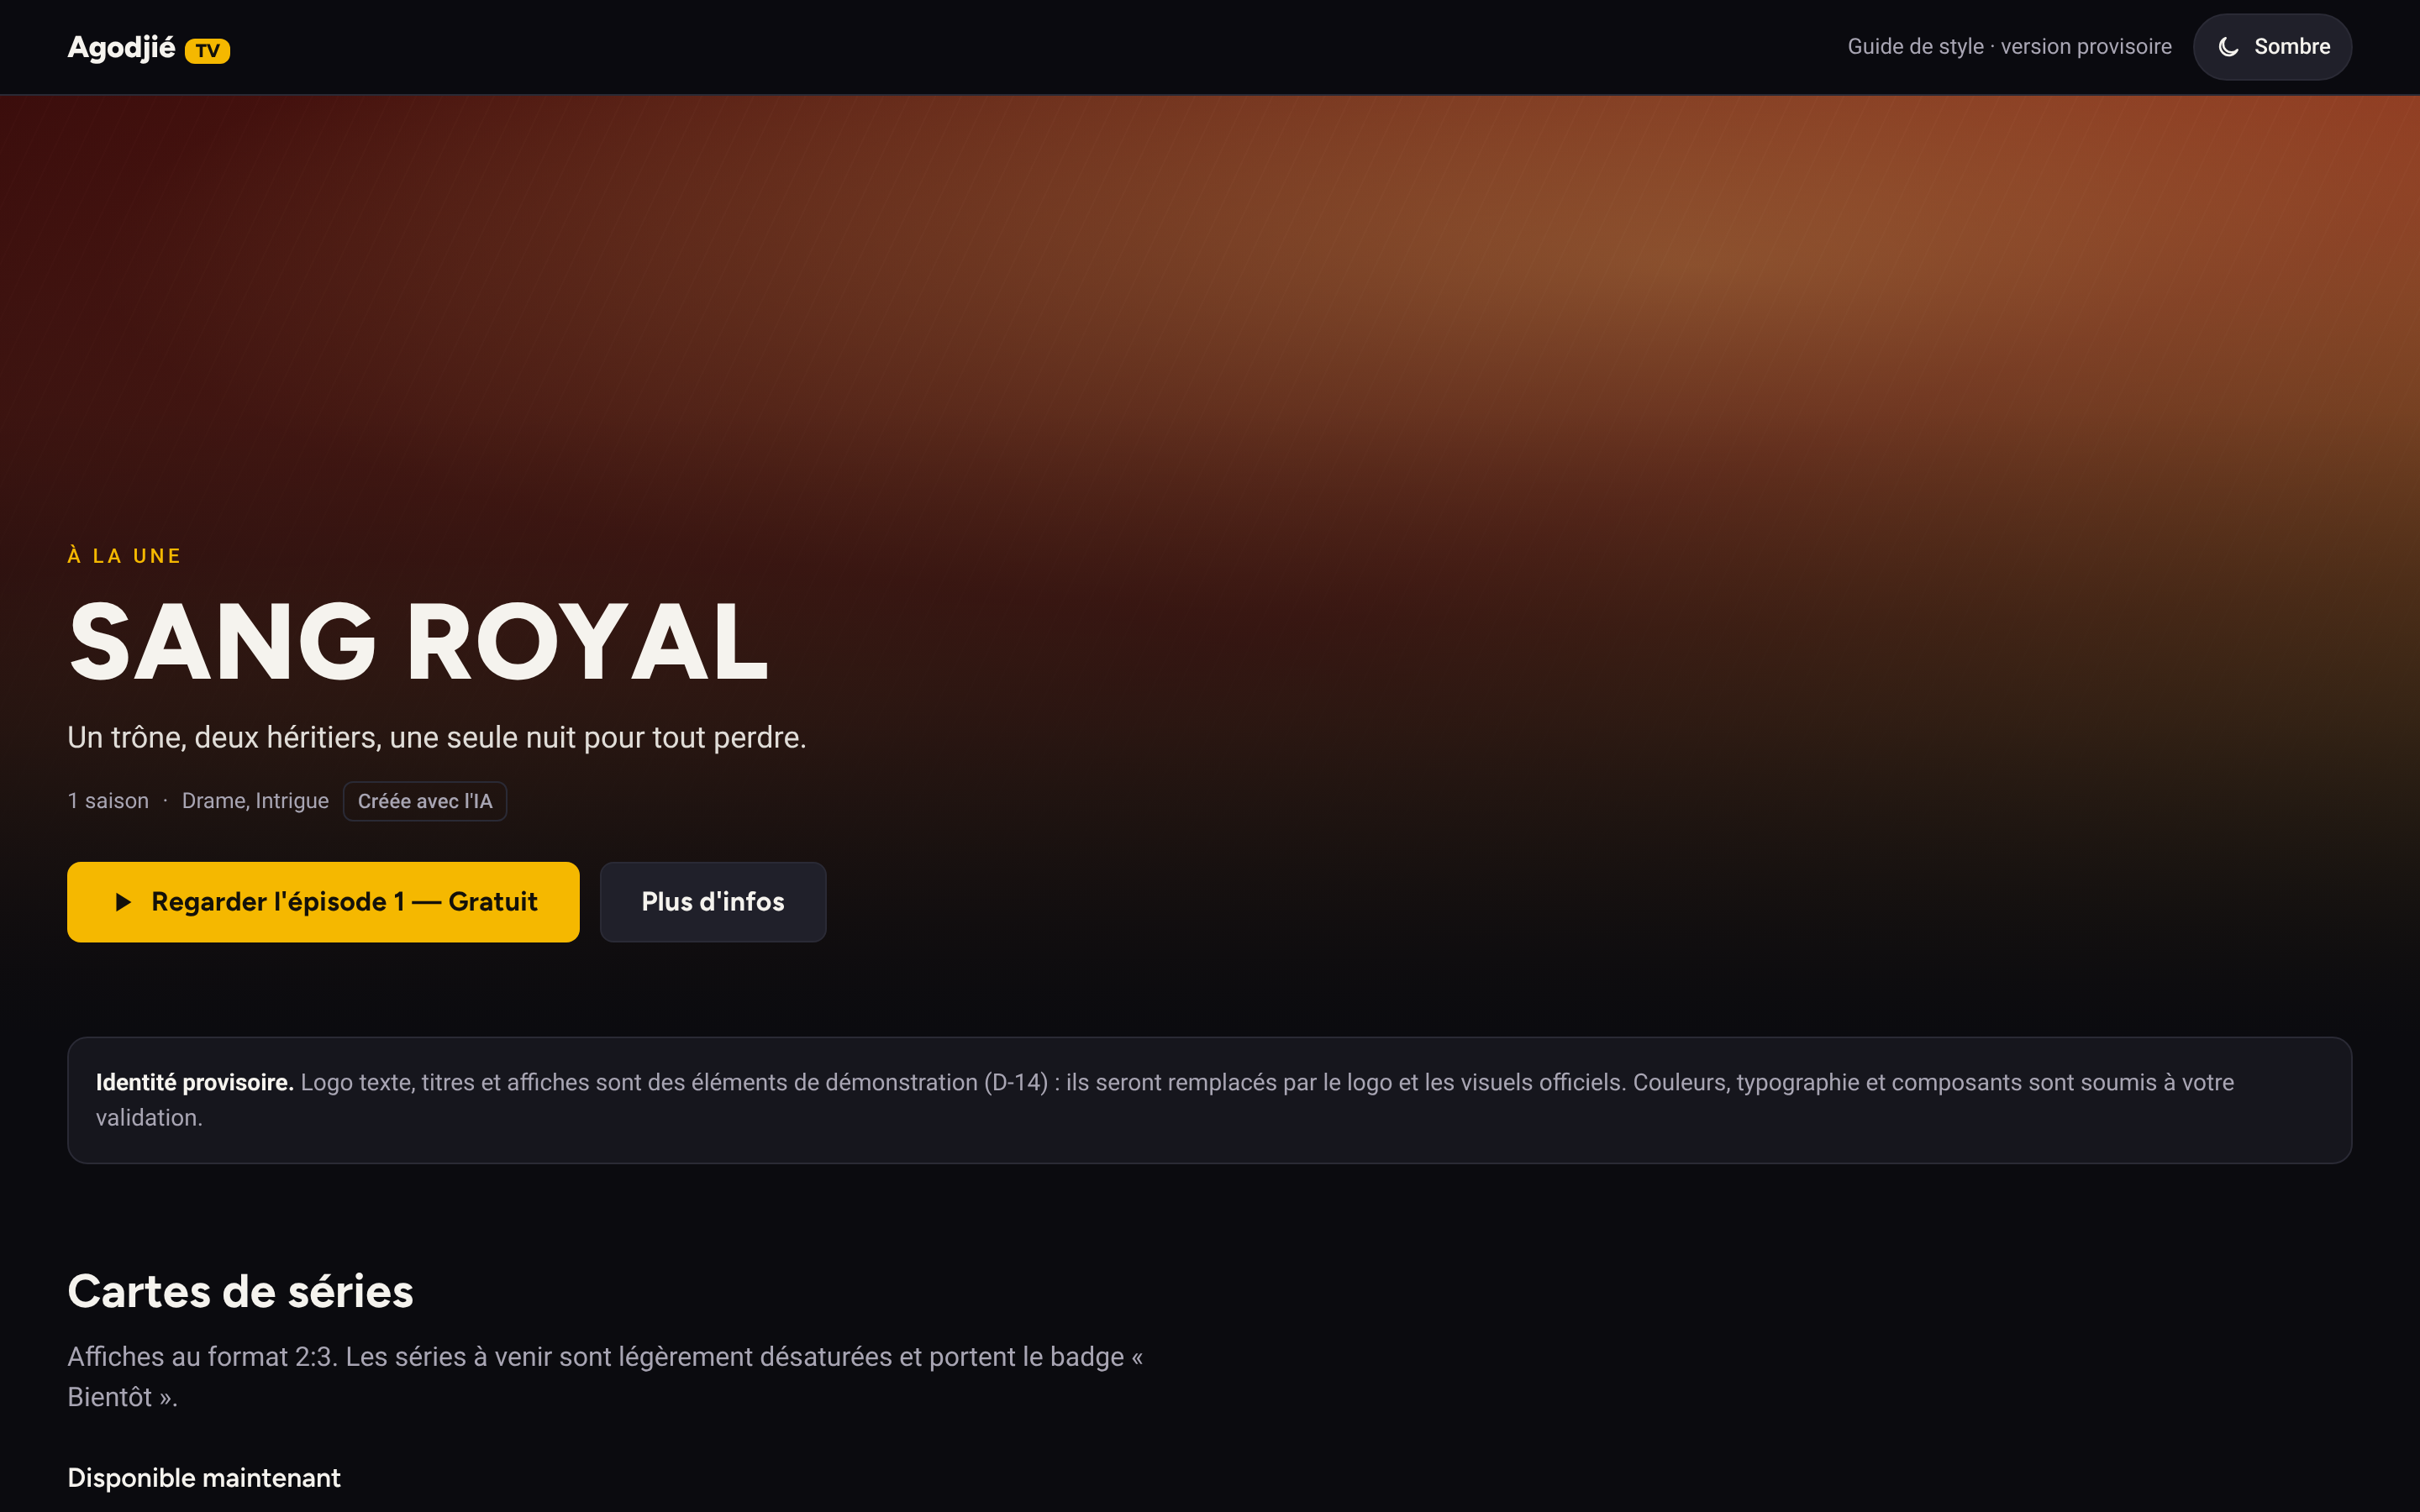 Agodjié TV
Guide de style · version provisoire
Sombre
À LA UNE
SANG ROYAL
Un trône, deux héritiers, une seule nuit pour tout perdre.
1 saison · Drame, Intrigue Créée avec l'IA
Regarder l'épisode 1 — Gratuit
Plus d'infos
Identité provisoire. Logo texte, titres et affiches sont des éléments de démonstration (D-14) : ils seront remplacés par le logo et les visuels officiels. Couleurs, typographie et composants sont soumis à votre
validation.
Cartes de séries
Affiches au format 2:3. Les séries à venir sont légèrement désaturées et portent le badge «
Bientôt ».
Disponible maintenant